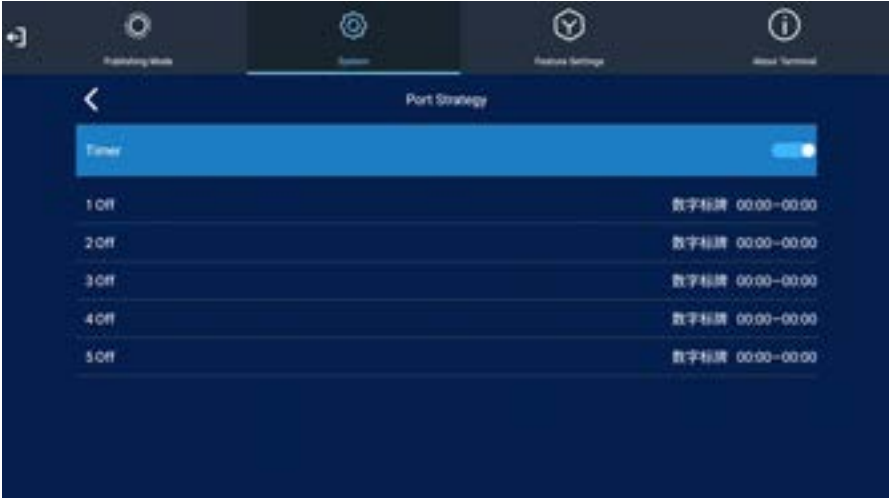 Publishing Mode System Feature Settings About Terminal
Port Strategy
Timer
1 Off 数字标牌 00:00-00:00
2 Off 数字标牌 00:00-00:00
3 Off 数字标牌 00:00-00:00
4 Off 数字标牌 00:00-00:00
5 Off 数字标牌 00:00-00:00